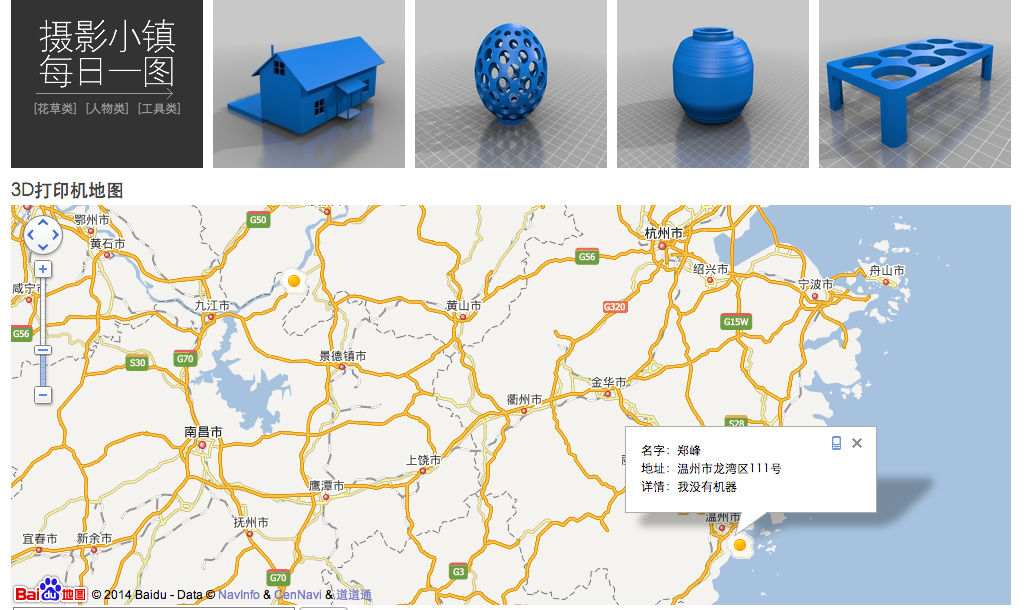 摄影小镇
每日一图
[花草类] [人物类] [工具类]
3D打印机地图
鄂州市
G50
黄石市
杭州市
G56
绍兴市
舟山市
咸宁市
宁波市
九江市
黄山市
G320
G15W
G56
S30
G70
景德镇市
金华市
衢州市
S28
南昌市
名字：郑峰
地址：温州市龙湾区111号
详情：我没有机器
上饶市
鹰潭市
温州市
抚州市
宜春市
新余市
G3
G70
Bai du 地图 © 2014 Baidu - Data © NavInfo & CenNavi & 道道通